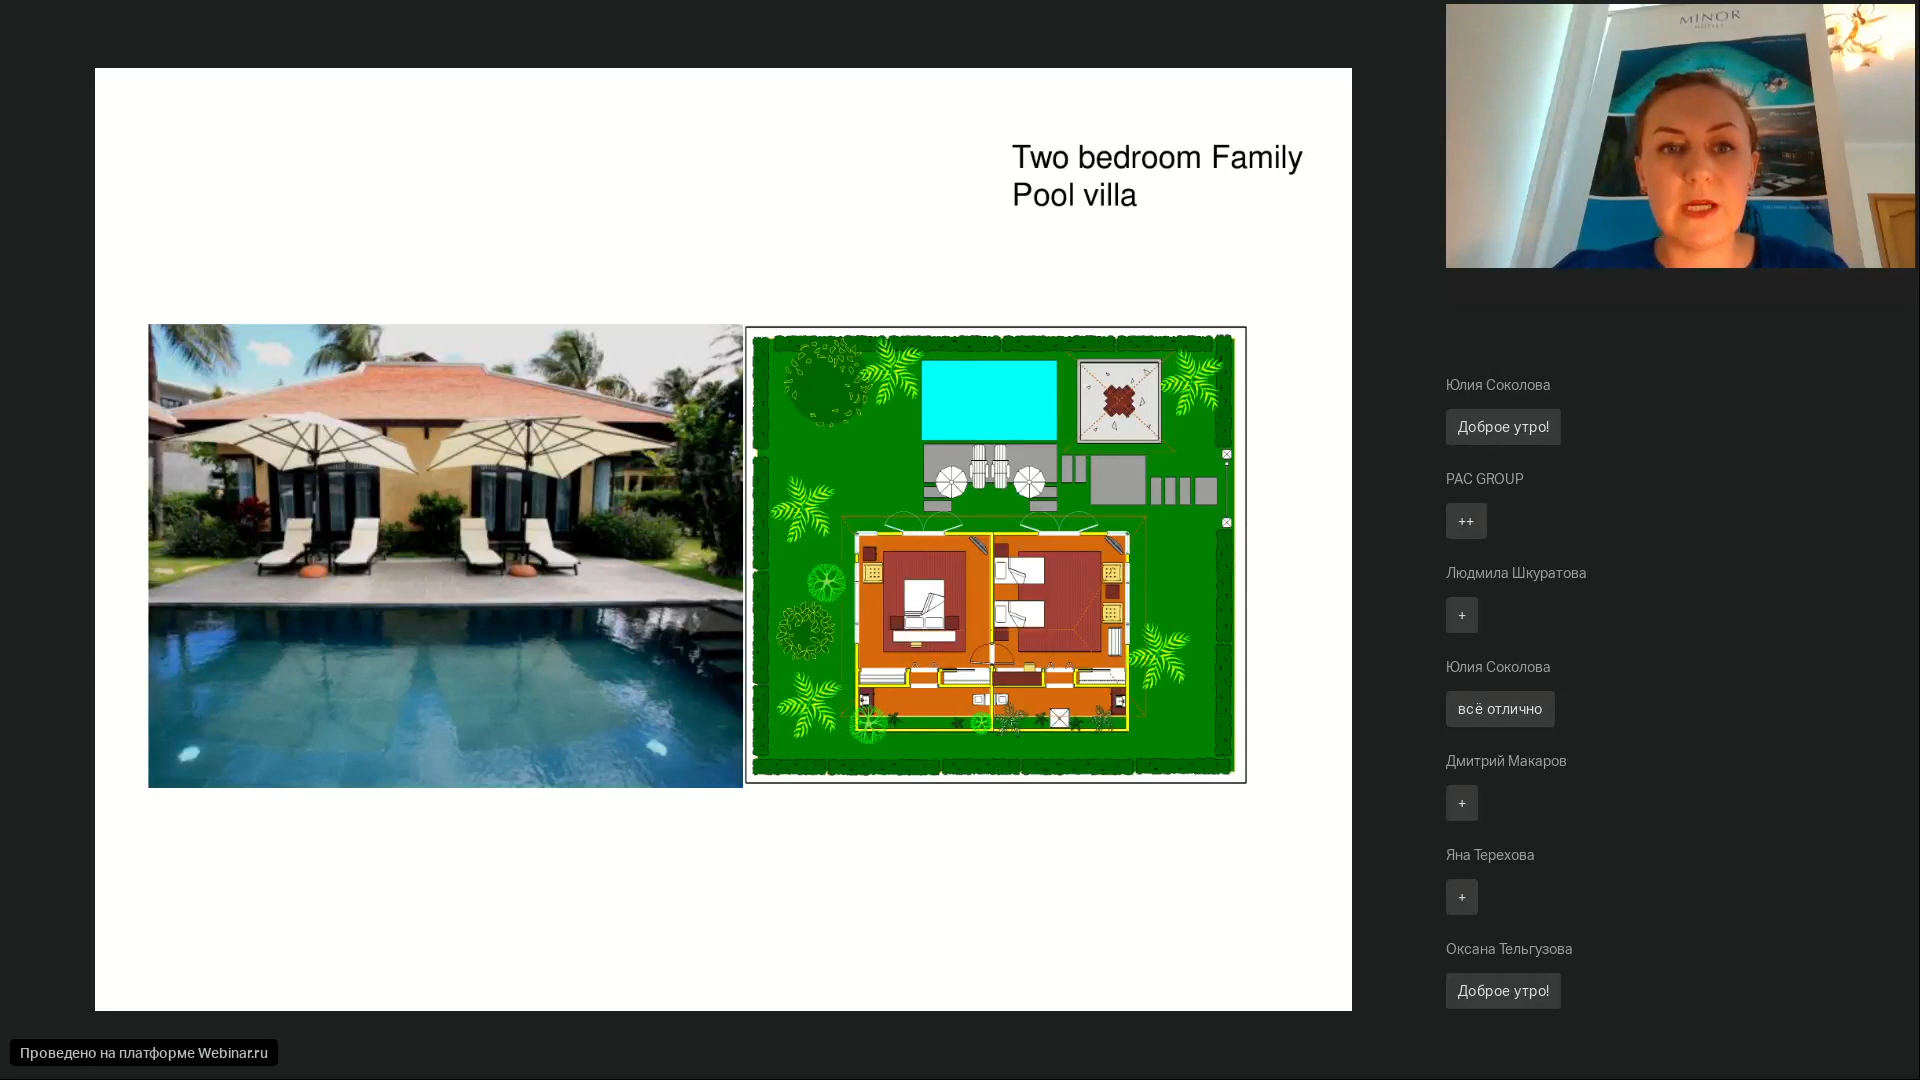 MINOR
HOTELS
Two bedroom Family
Pool villa
Юлия Соколова
Доброе утро!
PAC GROUP
++
Людмила Шкуратова
+
Юлия Соколова
всё отлично
Дмитрий Макаров
+
Яна Терехова
+
Оксана Тельгузова
Доброе утро!
Проведено на платформе Webinar.ru